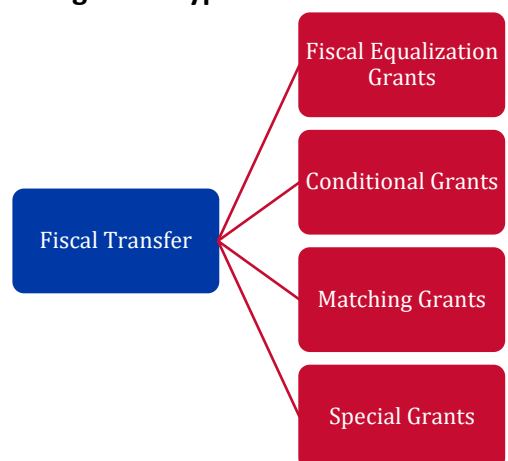 Fiscal Equalization
Grants
Conditional Grants
Fiscal Transfer
Matching Grants
Special Grants